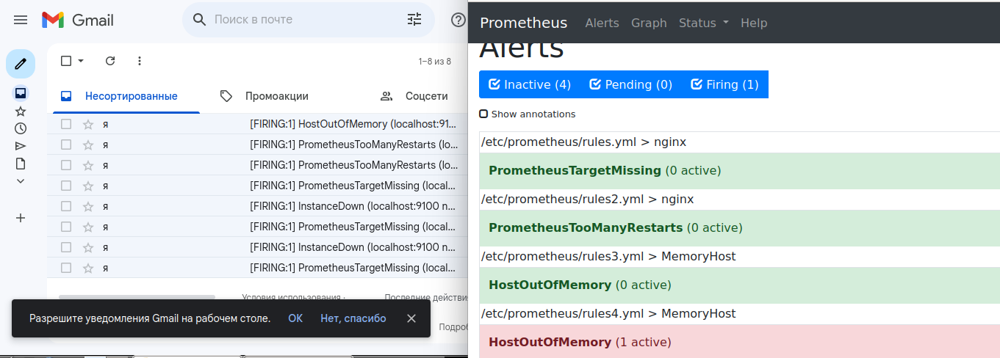 Gmail
Поиск в почте
1–8 из 8
Несортированные
Промоакции
Соцсети
я [FIRING:1] HostOutOfMemory (localhost:91...
я [FIRING:1] PrometheusTooManyRestarts (lo...
я [FIRING:1] PrometheusTooManyRestarts (lo...
я [FIRING:1] PrometheusTargetMissing (local...
я [FIRING:1] InstanceDown (localhost:9100 n...
я [FIRING:1] PrometheusTargetMissing (local...
я [FIRING:1] InstanceDown (localhost:9100 n...
я [FIRING:1] PrometheusTargetMissing (local...
Условия использования ·
Последние действия
Подроб
Разрешите уведомления Gmail на рабочем столе. ОК Нет, спасибо
Prometheus Alerts Graph Status Help
Alerts
Inactive (4) Pending (0) Firing (1)
Show annotations
/etc/prometheus/rules.yml > nginx
PrometheusTargetMissing (0 active)
/etc/prometheus/rules2.yml > nginx
PrometheusTooManyRestarts (0 active)
/etc/prometheus/rules3.yml > MemoryHost
HostOutOfMemory (0 active)
/etc/prometheus/rules4.yml > MemoryHost
HostOutOfMemory (1 active)